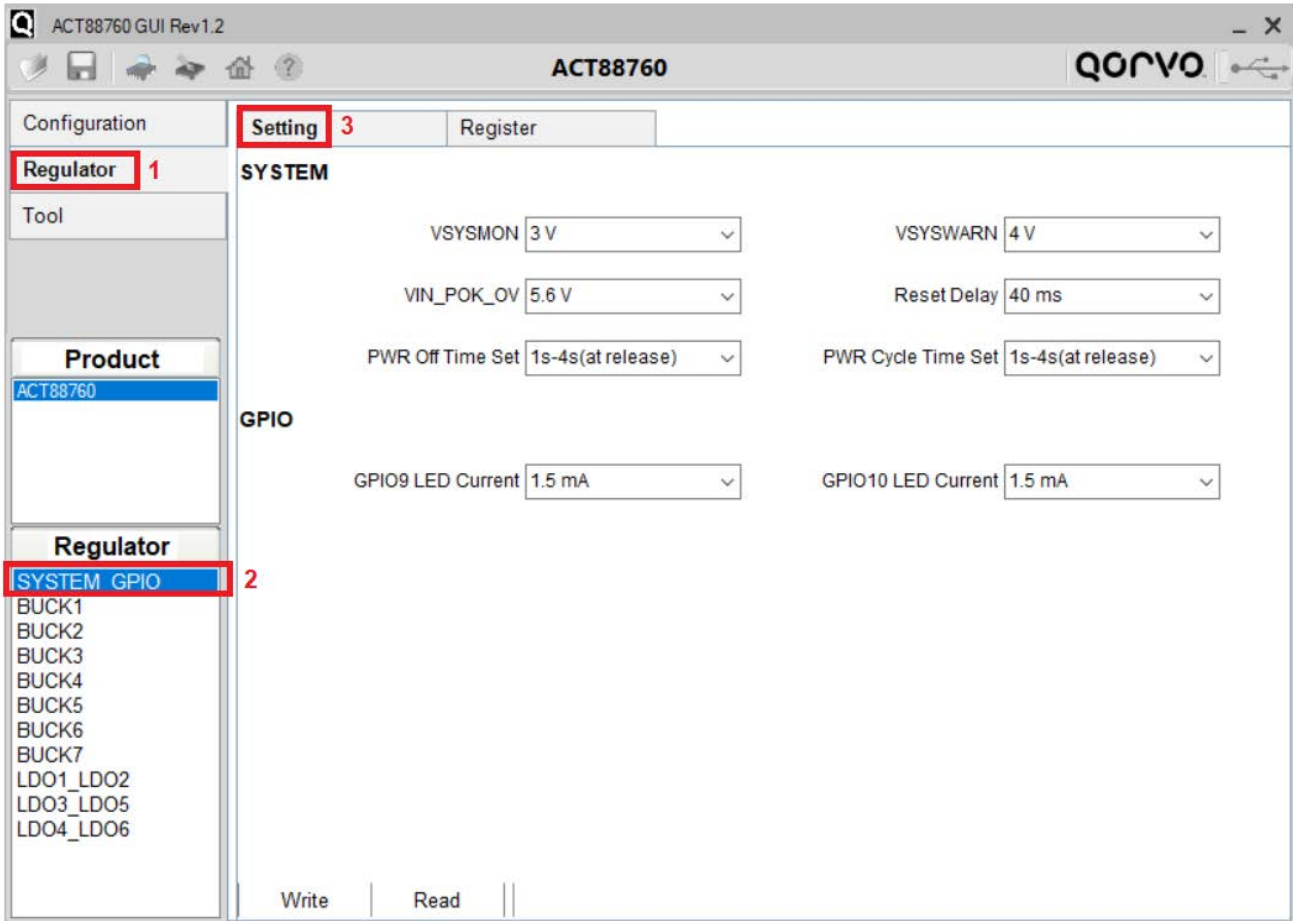 ACT88760 GUI Rev1.2
ACT88760
QORVO
Configuration
Regulator 1
Tool
Product
ACT88760
Regulator
SYSTEM_GPIO 2
BUCK1
BUCK2
BUCK3
BUCK4
BUCK5
BUCK6
BUCK7
LDO1_LDO2
LDO3_LDO5
LDO4_LDO6
Setting 3 Register
SYSTEM
VSYSMON 3 V VSYSWARN 4 V
VIN_POK_OV 5.6 V Reset Delay 40 ms
PWR Off Time Set 1s-4s(at release) PWR Cycle Time Set 1s-4s(at release)
GPIO
GPIO9 LED Current 1.5 mA GPIO10 LED Current 1.5 mA
Write Read